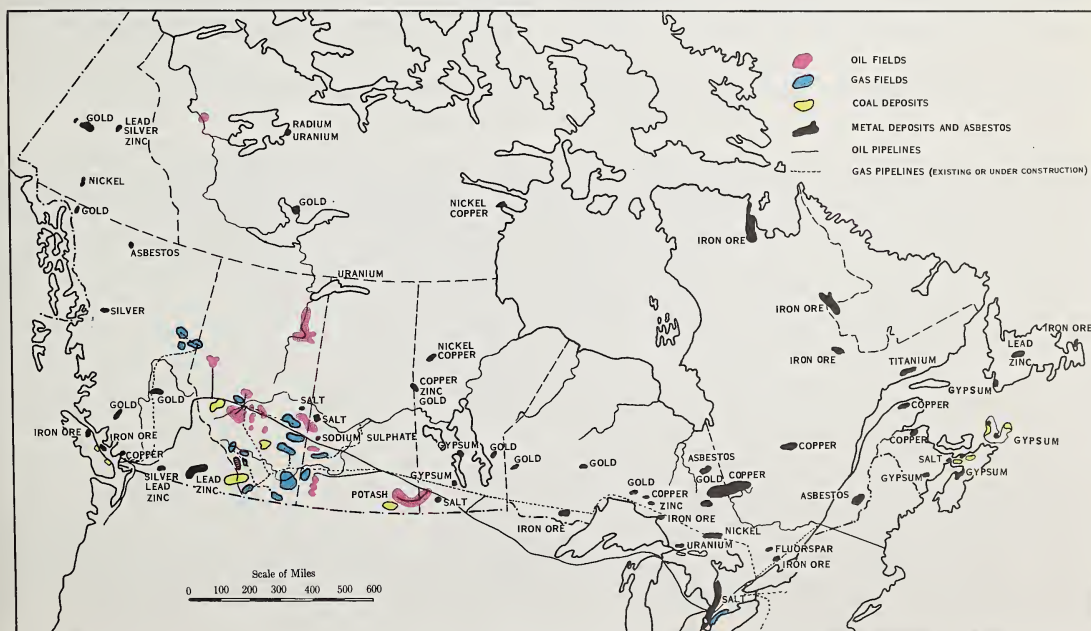 OIL FIELDS
GAS FIELDS
COAL DEPOSITS
METAL DEPOSITS AND ASBESTOS
OIL PIPELINES
GAS PIPELINES (EXISTING OR UNDER CONSTRUCTION)
GOLD
LEAD
SILVER
ZINC
RADIUM
URANIUM
NICKEL
GOLD
GOLD
NICKEL
COPPER
IRON ORE
ASBESTOS
URANIUM
SILVER
IRON ORE
IRON ORE
NICKEL
COPPER
IRON ORE
LEAD
ZINC
TITANIUM
GYPSUM
COPPER
ZINC
GOLD
GOLD
GOLD
SALT
SALT
COPPER
IRON ORE
IRON ORE
COPPER
SODIUM SULPHATE
GYPSUM
GOLD
COPPER
COPPER
GYPSUM
SILVER
LEAD
ZINC
LEAD
ZINC
GYPSUM
GOLD
ASBESTOS
GOLD
COPPER
SALT
GYPSUM
GYPSUM
POTASH
SALT
GOLD
COPPER
ZINC
ASBESTOS
IRON ORE
IRON ORE
NICKEL
URANIUM
FLUORSPAR
IRON ORE
SALT
Scale of Miles
0 100 200 300 400 500 600